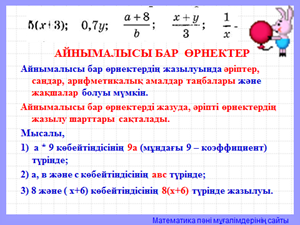 5(x+3); 0,7y; (a+8)/b; (x+y)/3; 1/x -
АЙНЫМАЛЫСЫ БАР ӨРНЕКТЕР
Айнымалысы бар өрнектердің жазылуында әріптер,
сандар, арифметикалық амалдар таңбалары және
жақшалар болуы мүмкін.
Айнымалысы бар өрнектерді жазуда, әріпті өрнектердің
жазылу шарттары сақталады.
Мысалы,
1) а * 9 көбейтіндісінің 9а (мұндағы 9 – коэффициент)
түрінде;
2) а, в және с көбейтіндісінің авс түрінде;
3) 8 және ( х+6) көбейтіндісінің 8(х+6) түрінде жазылуы.
Математика пәні мұғалімдерінің сайты